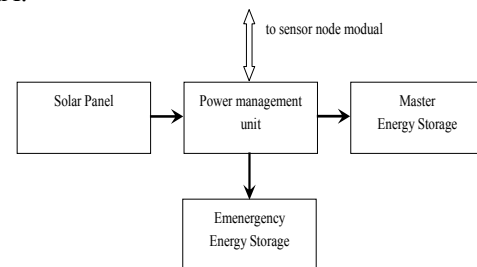 to sensor node modual
Solar Panel
Power management
unit
Master
Energy Storage
Emenergency
Energy Storage